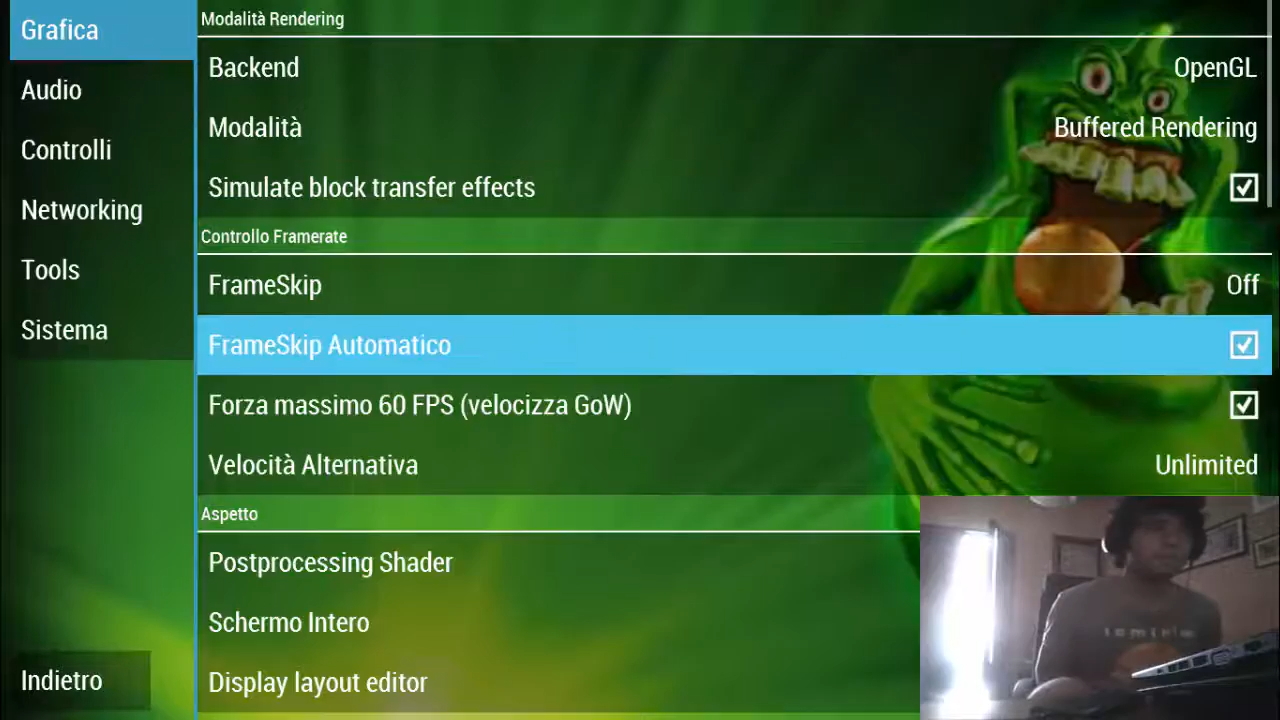 Grafica
Audio
Controlli
Networking
Tools
Sistema
Indietro
Modalità Rendering
Backend OpenGL
Modalità Buffered Rendering
Simulate block transfer effects
Controllo Framerate
FrameSkip Off
FrameSkip Automatico
Forza massimo 60 FPS (velocizza GoW)
Velocità Alternativa Unlimited
Aspetto
Postprocessing Shader
Schermo Intero
Display layout editor